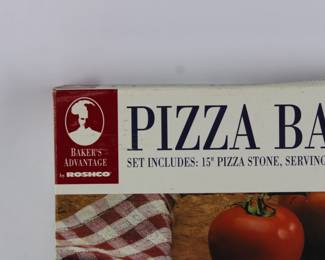 PIZZA BA
SET INCLUDES: 15" PIZZA STONE, SERVING
BAKER'S
ADVANTAGE
by ROSHCO